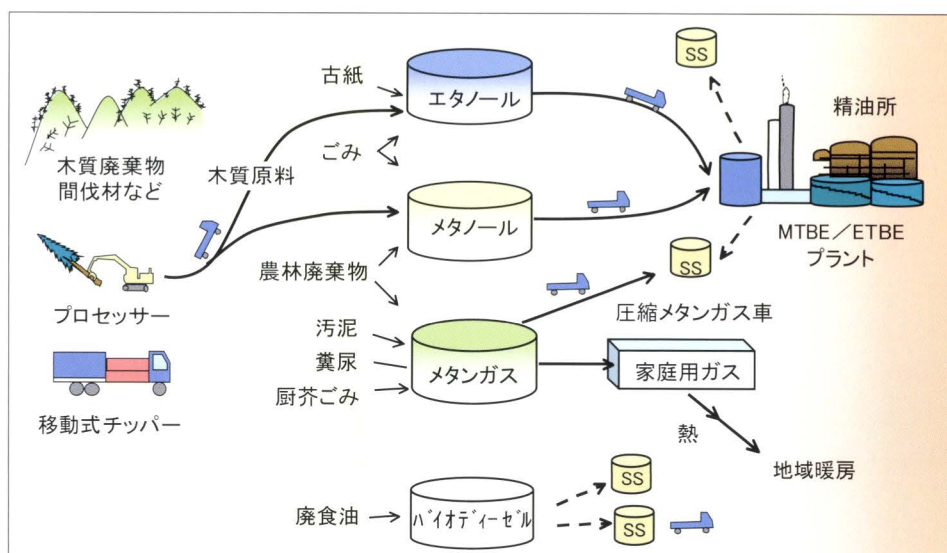 SS
古紙
エタノール
精油所
ごみ
木質廃棄物
間伐材など
木質原料
メタノール
MTBE/ETBE
プラント
農林廃棄物
SS
プロセッサー
圧縮メタンガス車
汚泥
糞尿
メタンガス
家庭用ガス
厨芥ごみ
移動式チッパー
熱
地域暖房
SS
廃食油
バイオディーゼル
SS